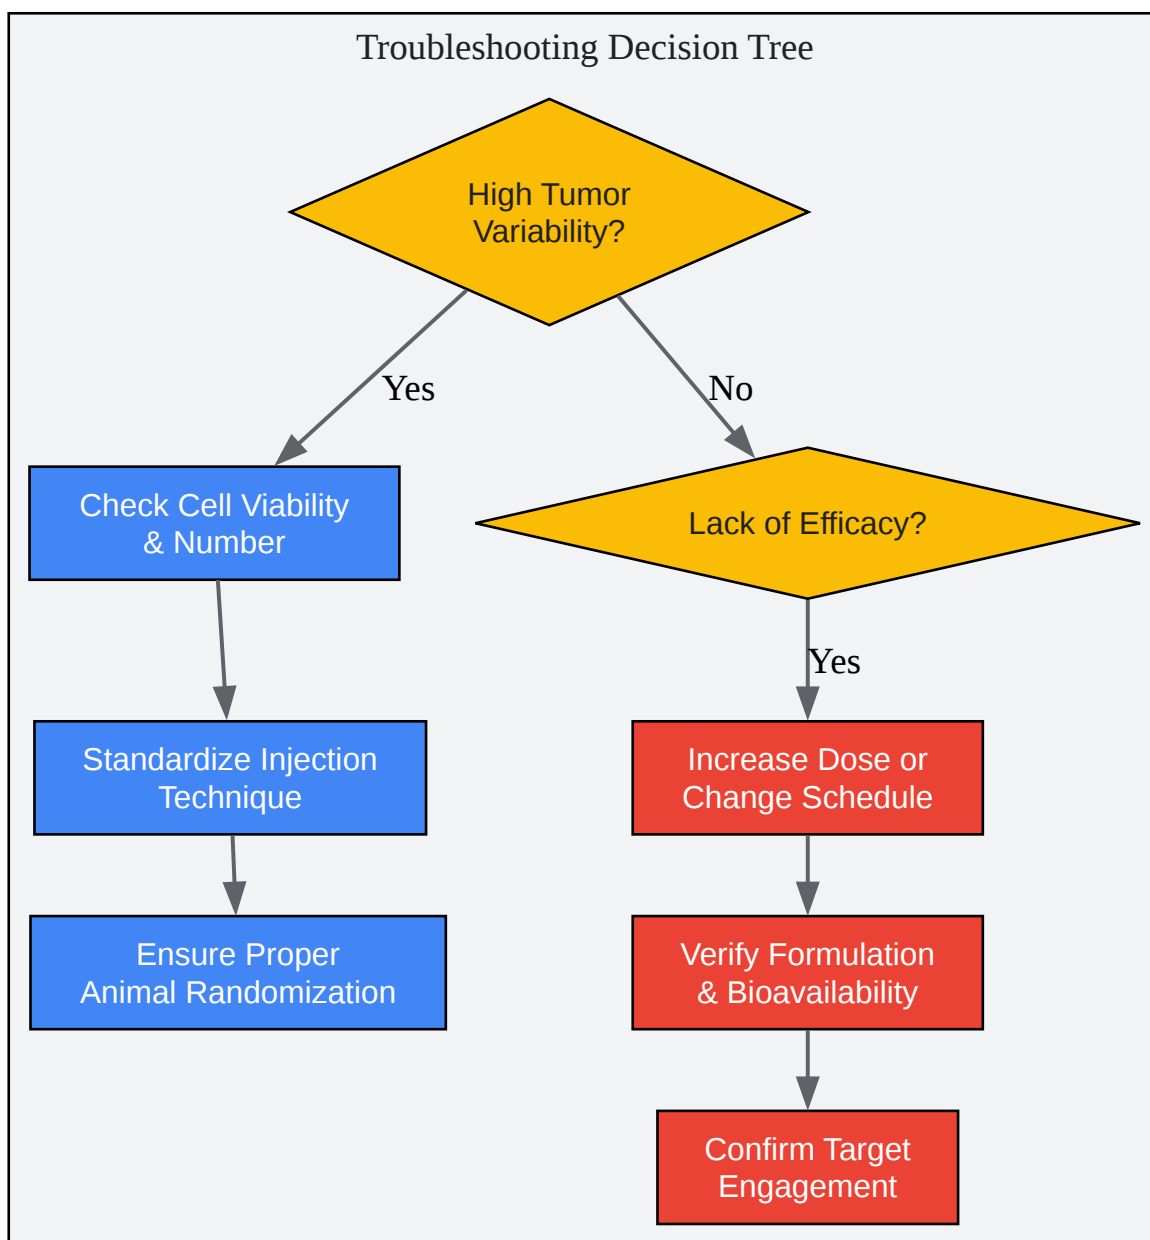 Troubleshooting Decision Tree
High Tumor
Variability?
Yes
No
Check Cell Viability
& Number
Lack of Efficacy?
Yes
Standardize Injection
Technique
Increase Dose or
Change Schedule
Ensure Proper
Animal Randomization
Verify Formulation
& Bioavailability
Confirm Target
Engagement